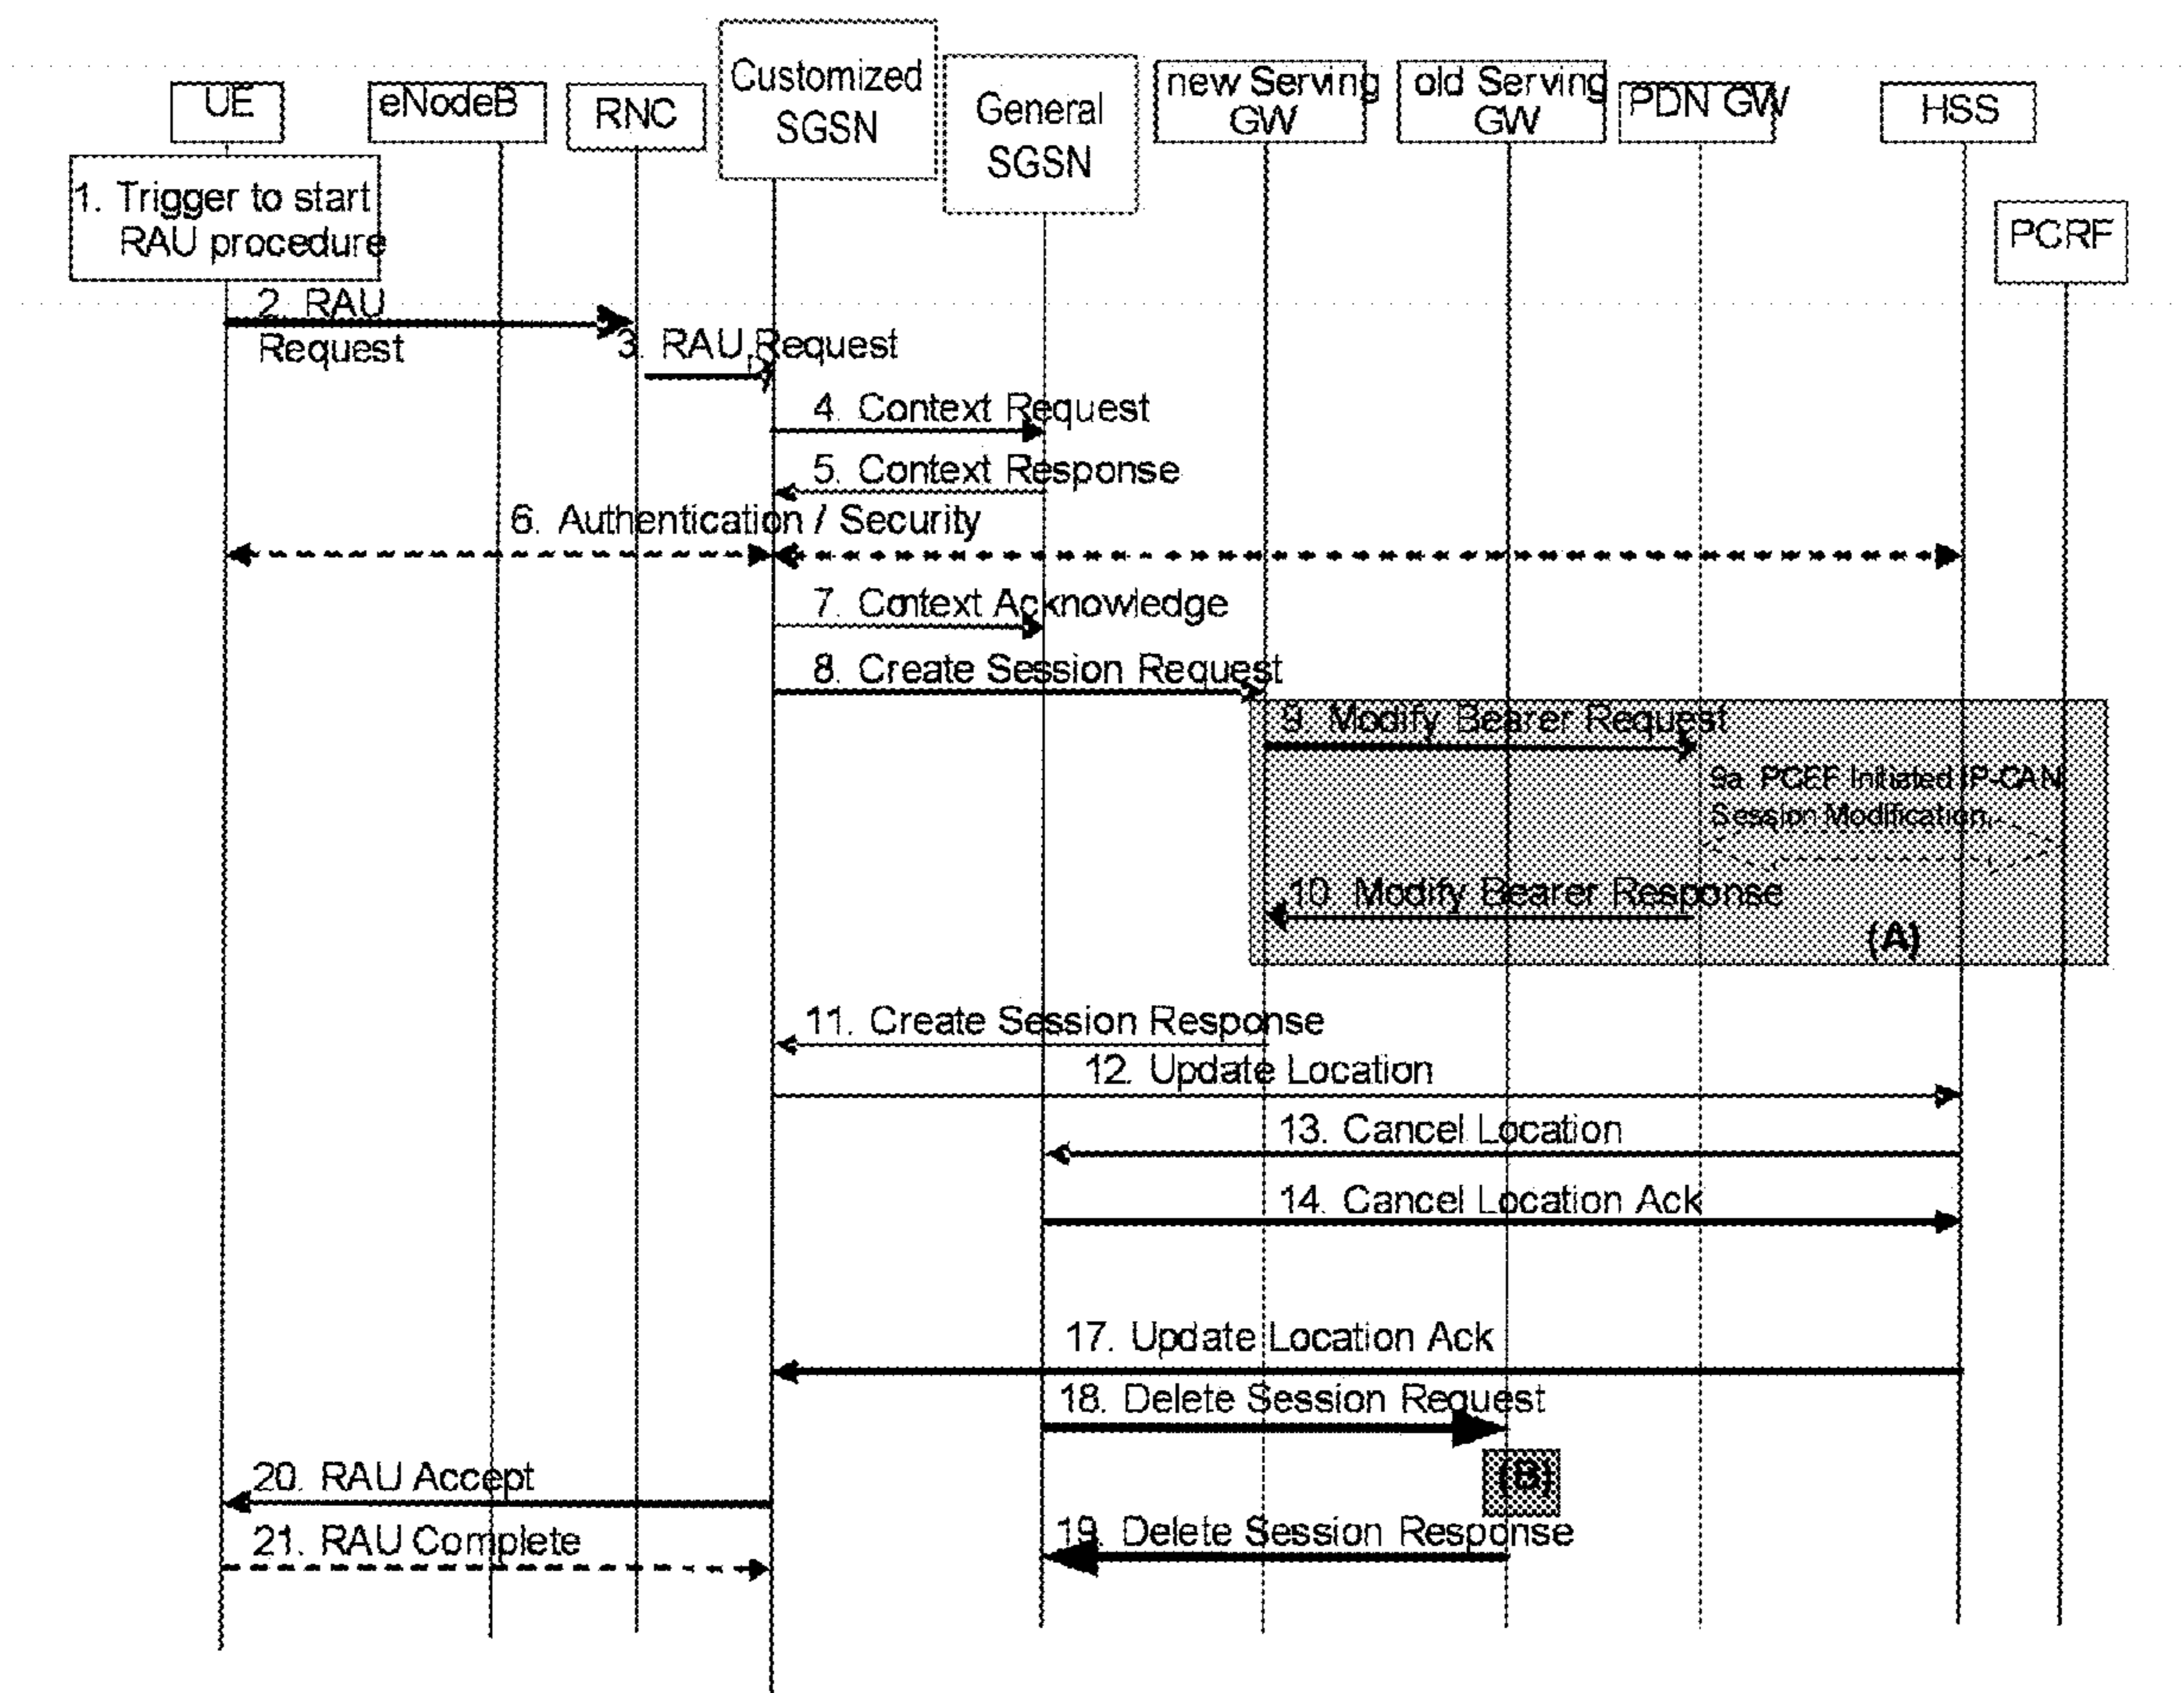 UE
eNodeB
RNC
Customized
SGSN
General
SGSN
new Serving
GW
old Serving
GW
PDN GW
HSS
PCRF
1. Trigger to start
RAU procedure
2. RAU
Request
3. RAU Request
4. Context Request
5. Context Response
6. Authentication / Security
7. Context Acknowledge
8. Create Session Request
9. Modify Bearer Request
9a. PCEF Initiated IP-CAN
Session Modification
10. Modify Bearer Response
(A)
11. Create Session Response
12. Update Location
13. Cancel Location
14. Cancel Location Ack
17. Update Location Ack
18. Delete Session Request
(B)
20. RAU Accept
19. Delete Session Response
21. RAU Complete